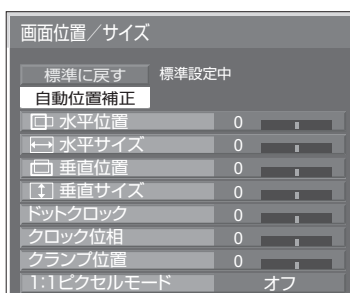 画面位置／サイズ
標準に戻す 標準設定中
自動位置補正
水平位置 0
水平サイズ 0
垂直位置 0
垂直サイズ 0
ドットクロック 0
クロック位相 0
クランプ位置 0
1:1ピクセルモード オフ